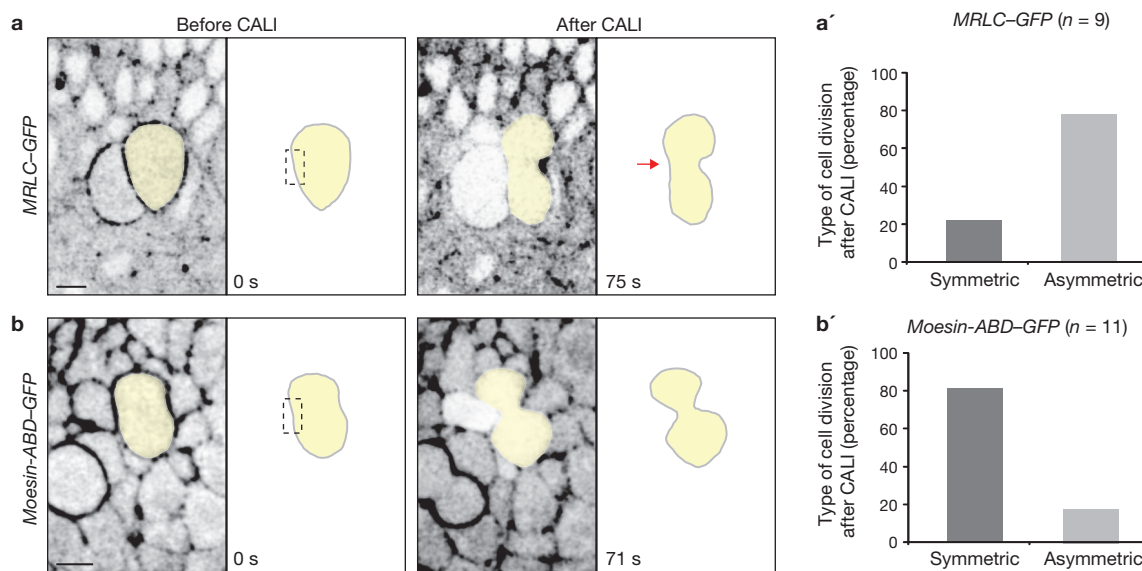 Before CALI
After CALI
a
MRLC–GFP
0 s
75 s
a´
MRLC–GFP (n = 9)
Type of cell division
after CALI (percentage)
100
80
60
40
20
0
Symmetric Asymmetric
b
Moesin-ABD–GFP
0 s
71 s
b´
Moesin-ABD–GFP (n = 11)
Type of cell division
after CALI (percentage)
100
80
60
40
20
0
Symmetric Asymmetric